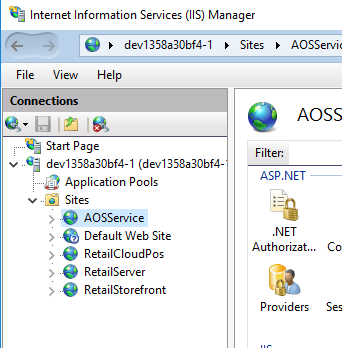 Internet Information Services (IIS) Manager
dev1358a30bf4-1 Sites AOSServic
File View Help
Connections
Start Page
dev1358a30bf4-1 (dev1358a30bf4-1
Application Pools
Sites
AOSService
Default Web Site
RetailCloudPos
RetailServer
RetailStorefront
AOSS
Filter:
ASP.NET
.NET
Authorizat... Co
Providers Ses